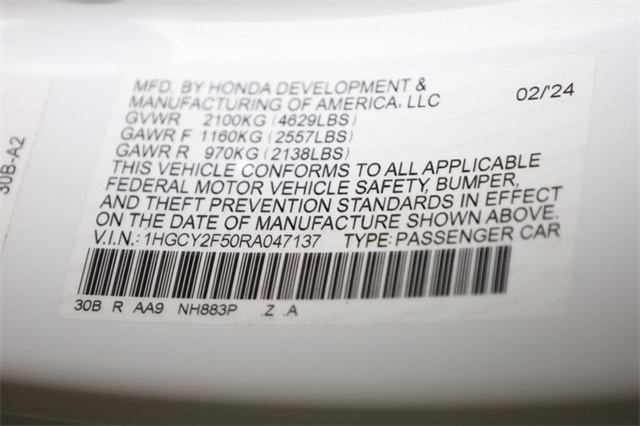 MFD. BY HONDA DEVELOPMENT &
MANUFACTURING OF AMERICA, LLC 02/'24
GVWR 2100KG (4629LBS)
GAWR F 1160KG (2557LBS)
GAWR R 970KG (2138LBS)
THIS VEHICLE CONFORMS TO ALL APPLICABLE
FEDERAL MOTOR VEHICLE SAFETY, BUMPER,
AND THEFT PREVENTION STANDARDS IN EFFECT
ON THE DATE OF MANUFACTURE SHOWN ABOVE.
V.I.N.: 1HGCY2F50RA047137 TYPE: PASSENGER CAR
30B R AA9 NH883P .Z .A
30B-A2